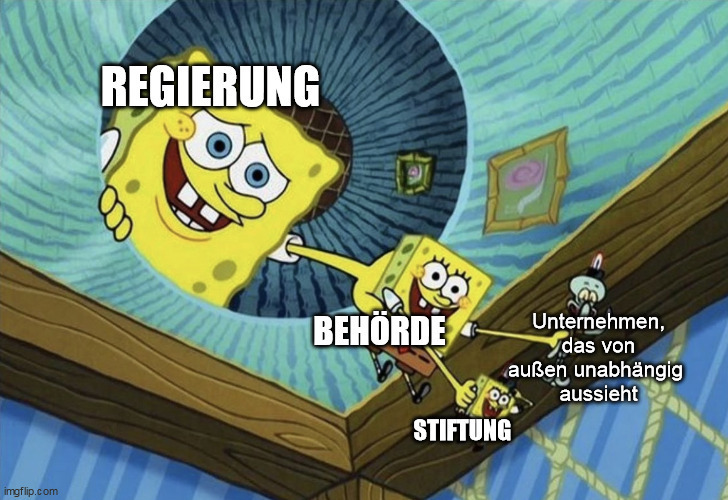 REGIERUNG
BEHÖRDE
Unternehmen,
das von
außen unabhängig
aussieht
STIFTUNG
imgflip.com